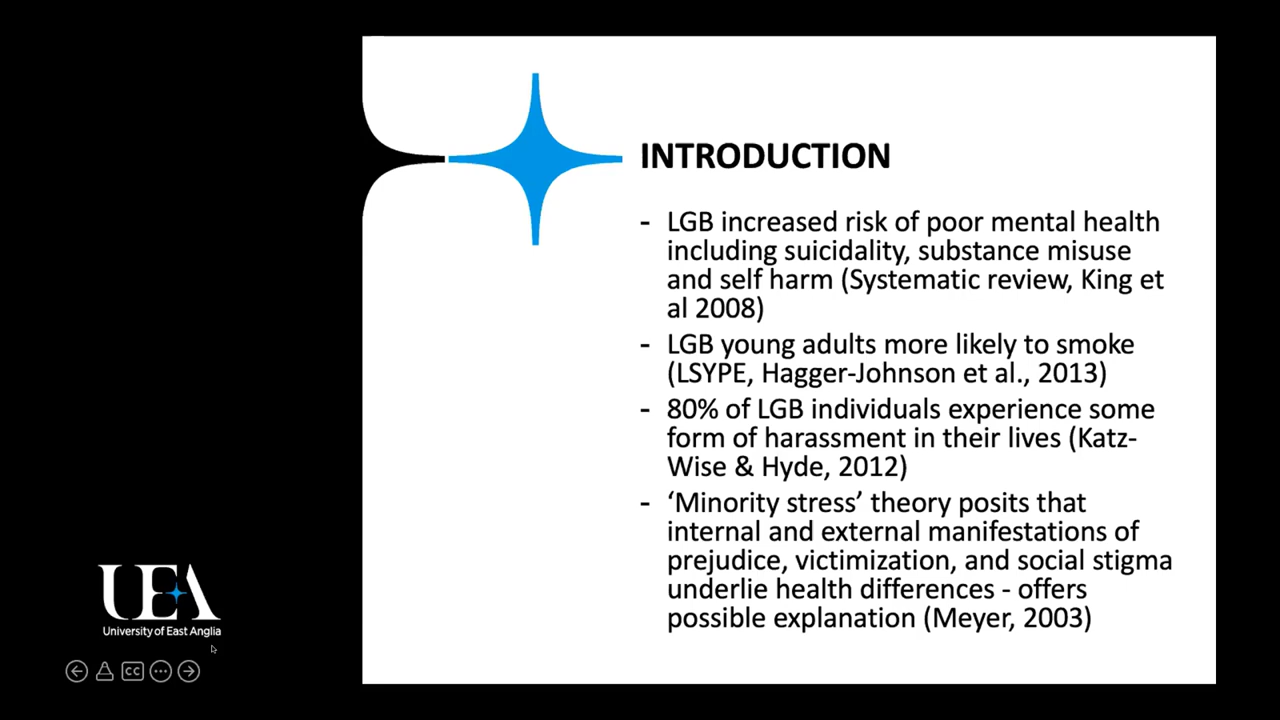 INTRODUCTION
- LGB increased risk of poor mental health
including suicidality, substance misuse
and self harm (Systematic review, King et
al 2008)
- LGB young adults more likely to smoke
(LSYPE, Hagger-Johnson et al., 2013)
- 80% of LGB individuals experience some
form of harassment in their lives (Katz-
Wise & Hyde, 2012)
- ‘Minority stress’ theory posits that
internal and external manifestations of
prejudice, victimization, and social stigma
underlie health differences - offers
possible explanation (Meyer, 2003)
UEA
University of East Anglia
CC